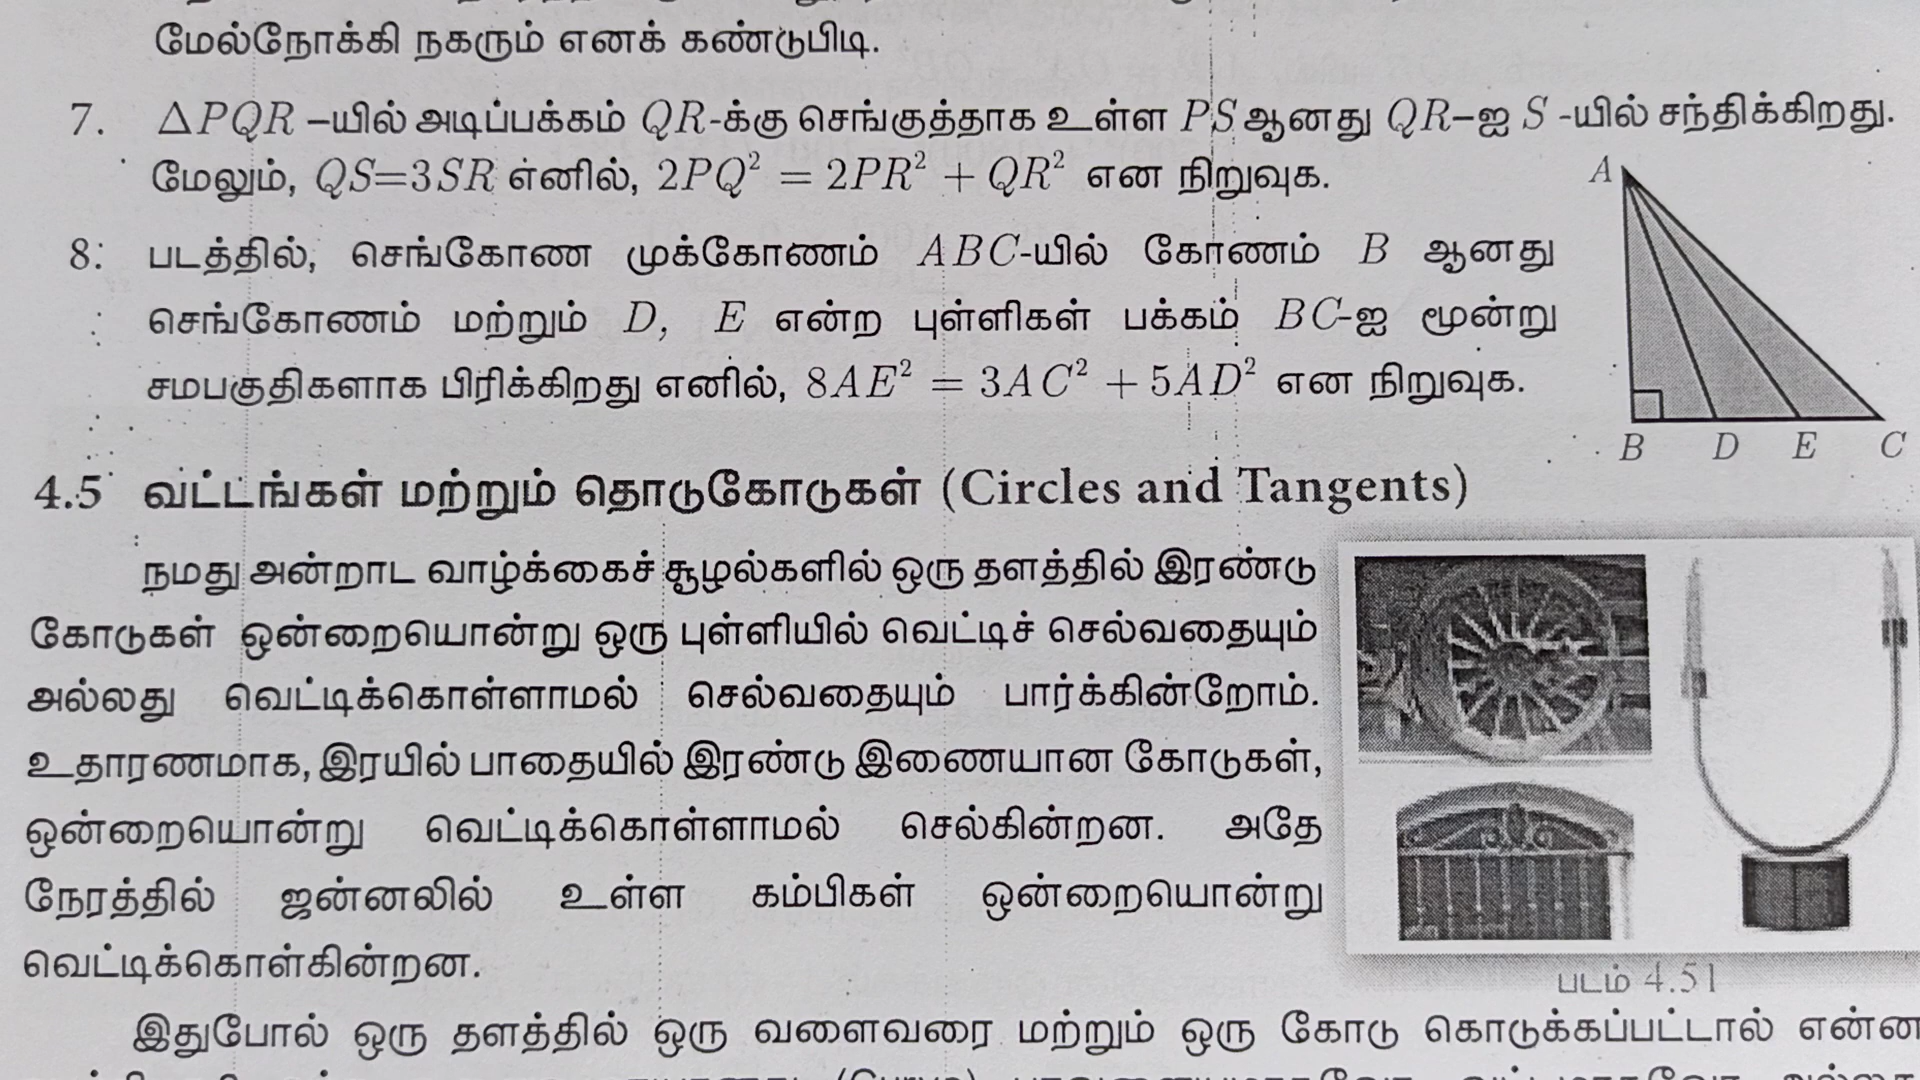 மேல்நோக்கி நகரும் எனக் கண்டுபிடி.
7. ΔPQR –யில் அடிப்பக்கம் QR-க்கு செங்குத்தாக உள்ள PS ஆனது QR–ஐ S -யில் சந்திக்கிறது.
மேலும், QS=3SR எனில், 2PQ² = 2PR² + QR² என நிறுவுக.
8. படத்தில், செங்கோண முக்கோணம் ABC-யில் கோணம் B ஆனது
செங்கோணம் மற்றும் D, E என்ற புள்ளிகள் பக்கம் BC-ஐ மூன்று
சமபகுதிகளாக பிரிக்கிறது எனில், 8AE² = 3AC² + 5AD² என நிறுவுக.
A
B D E C
4.5 வட்டங்கள் மற்றும் தொடுகோடுகள் (Circles and Tangents)
நமது அன்றாட வாழ்க்கைச் சூழல்களில் ஒரு தளத்தில் இரண்டு
கோடுகள் ஒன்றையொன்று ஒரு புள்ளியில் வெட்டிச் செல்வதையும்
அல்லது வெட்டிக்கொள்ளாமல் செல்வதையும் பார்க்கின்றோம்.
உதாரணமாக, இரயில் பாதையில் இரண்டு இணையான கோடுகள்,
ஒன்றையொன்று வெட்டிக்கொள்ளாமல் செல்கின்றன. அதே
நேரத்தில் ஜன்னலில் உள்ள கம்பிகள் ஒன்றையொன்று
வெட்டிக்கொள்கின்றன.
படம் 4.51
இதுபோல் ஒரு தளத்தில் ஒரு வளைவரை மற்றும் ஒரு கோடு கொடுக்கப்பட்டால் என்ன